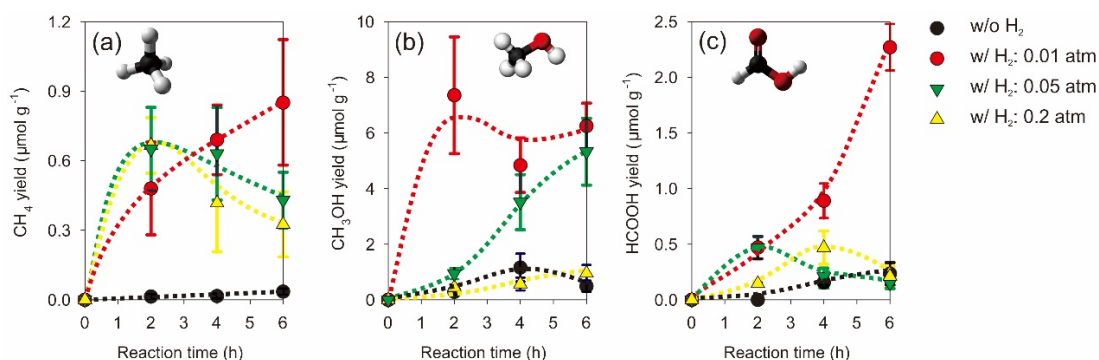 (a)
CH₄ yield (μmol g⁻¹)
1.2
0.9
0.6
0.3
0.0
0 1 2 3 4 5 6
Reaction time (h)
(b)
CH₃OH yield (μmol g⁻¹)
10
8
6
4
2
0
0 1 2 3 4 5 6
Reaction time (h)
(c)
HCOOH yield (μmol g⁻¹)
2.5
2.0
1.5
1.0
0.5
0.0
0 1 2 3 4 5 6
Reaction time (h)
w/o H₂
w/ H₂: 0.01 atm
w/ H₂: 0.05 atm
w/ H₂: 0.2 atm